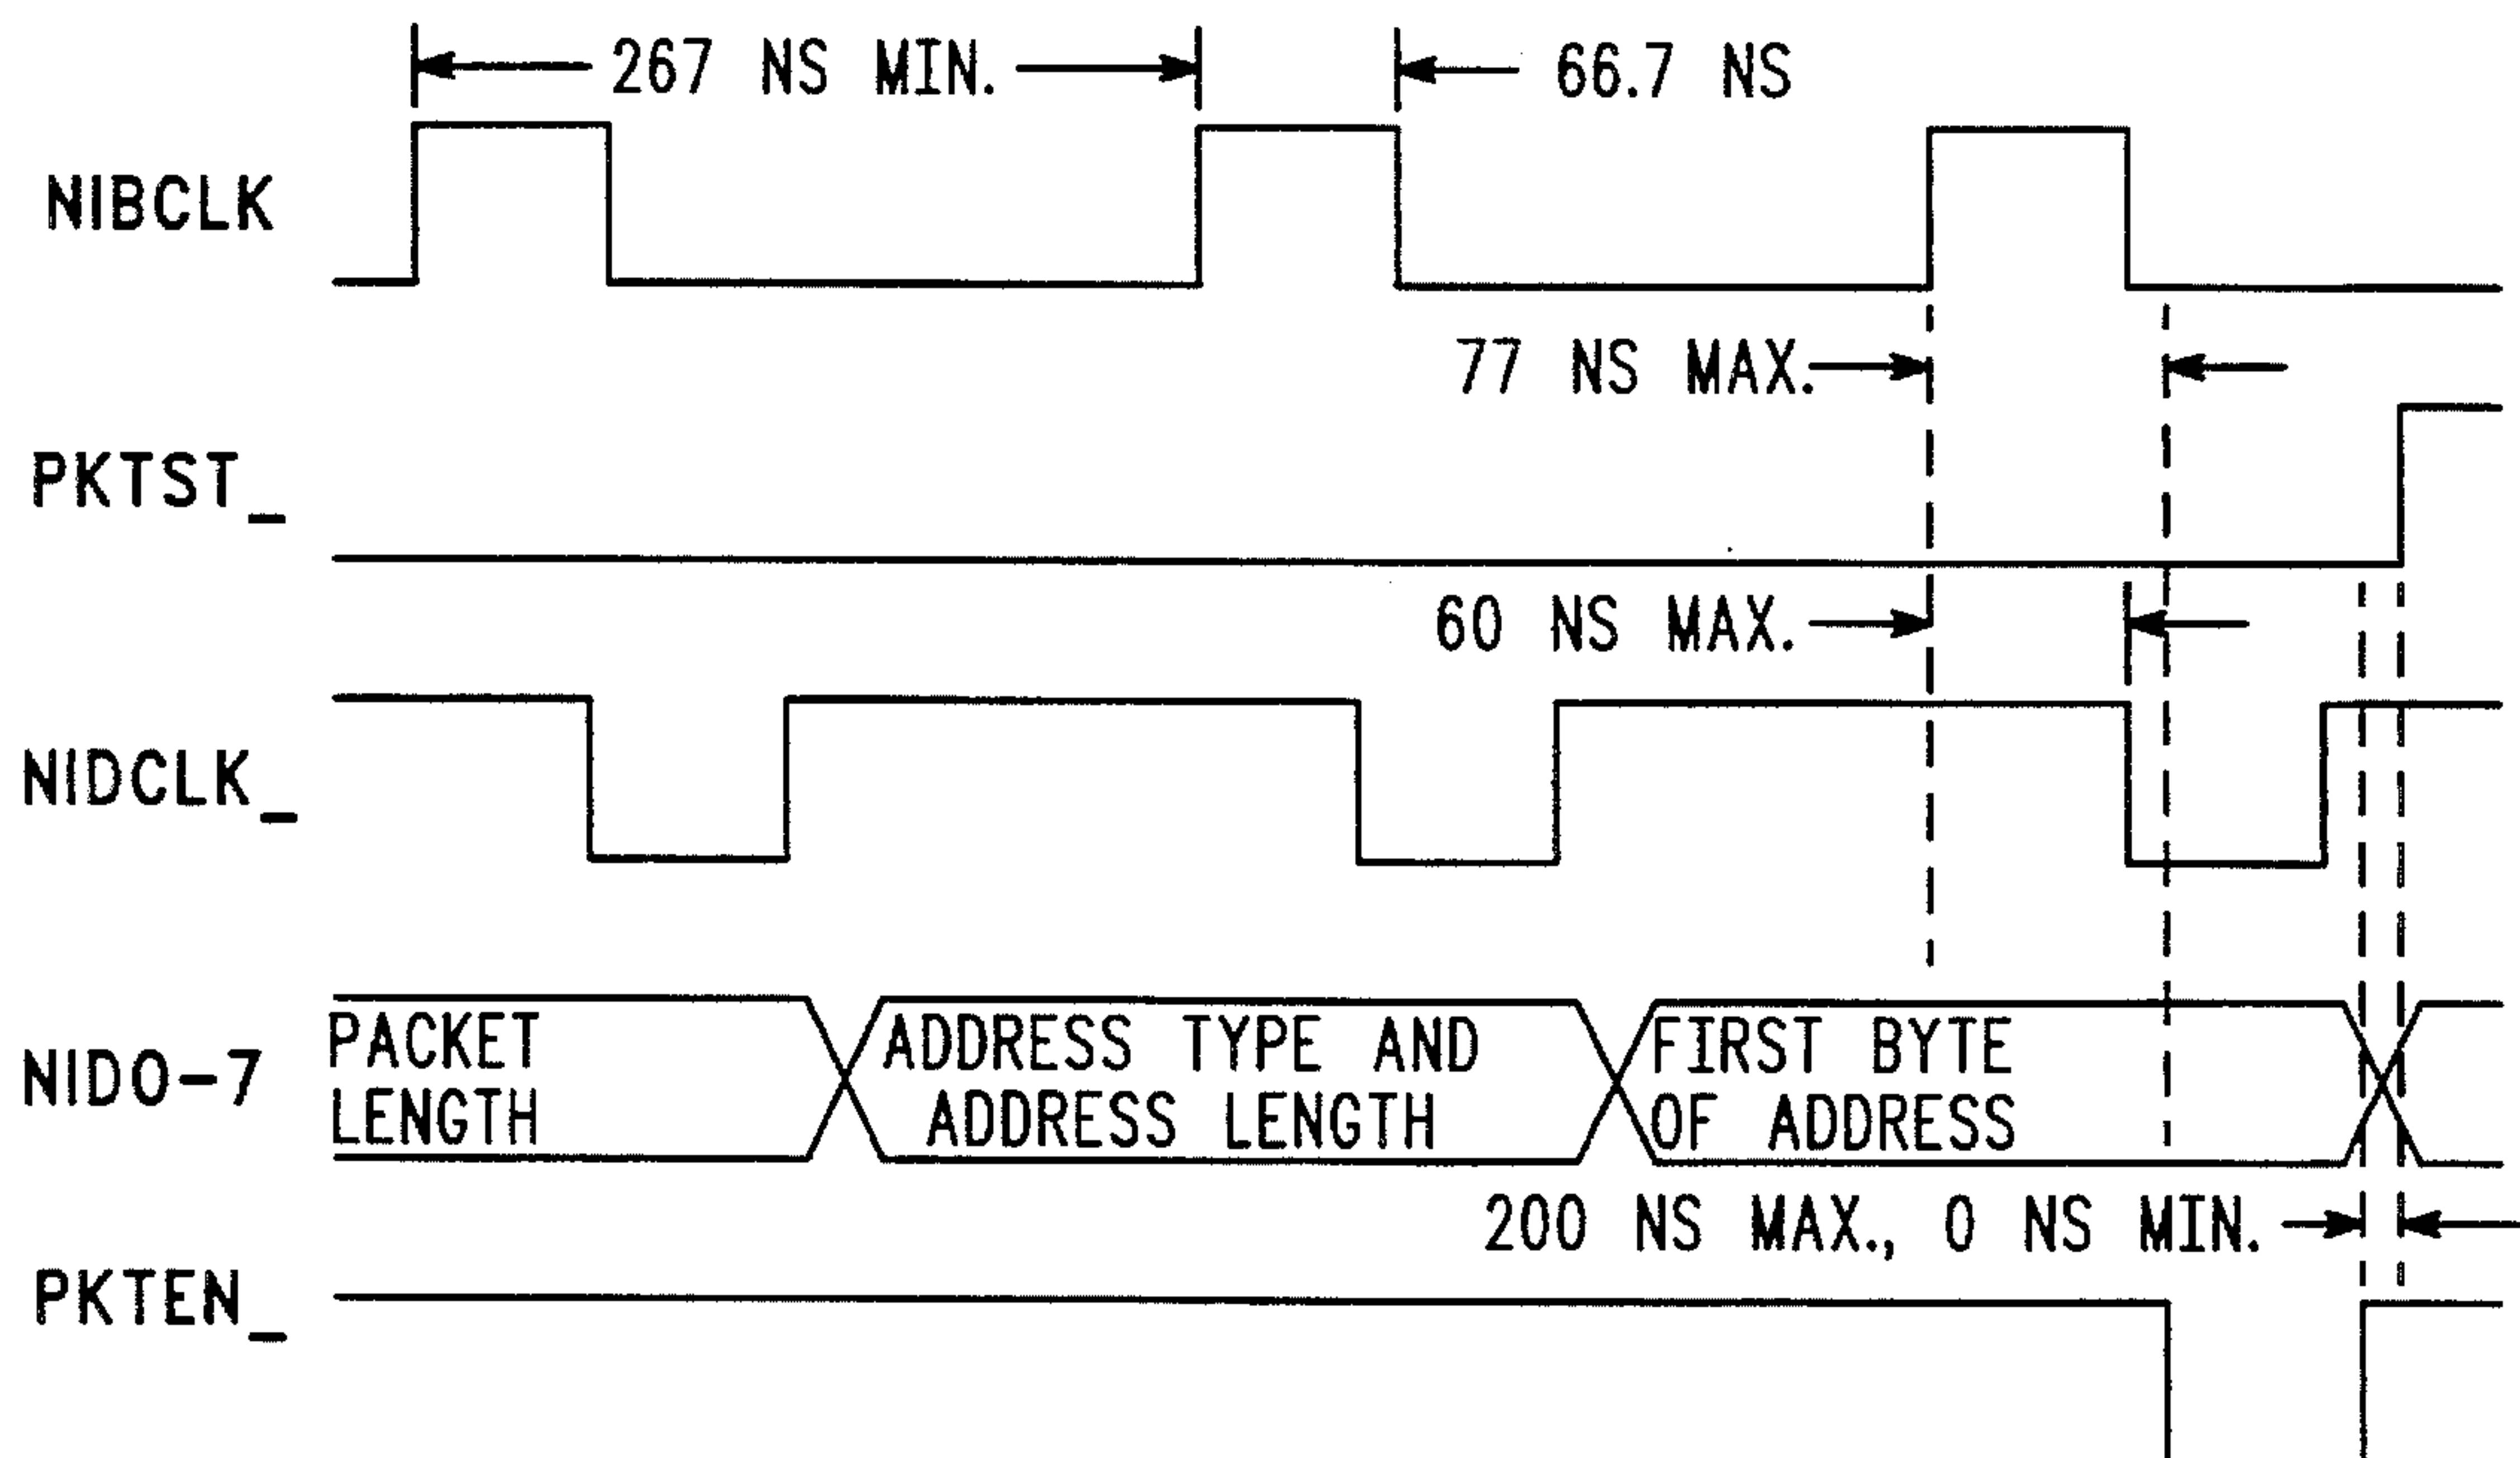 267 NS MIN.
66.7 NS
NIBCLK
77 NS MAX.
PKTST_
60 NS MAX.
NIDCLK_
NID0-7
PACKET
LENGTH
ADDRESS TYPE AND
ADDRESS LENGTH
FIRST BYTE
OF ADDRESS
200 NS MAX., 0 NS MIN.
PKTEN_